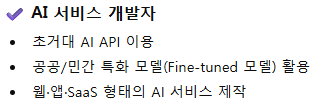 ✔ AI 서비스 개발자
• 초거대 AI API 이용
• 공공/민간 특화 모델(Fine-tuned 모델) 활용
• 웹·앱·SaaS 형태의 AI 서비스 제작